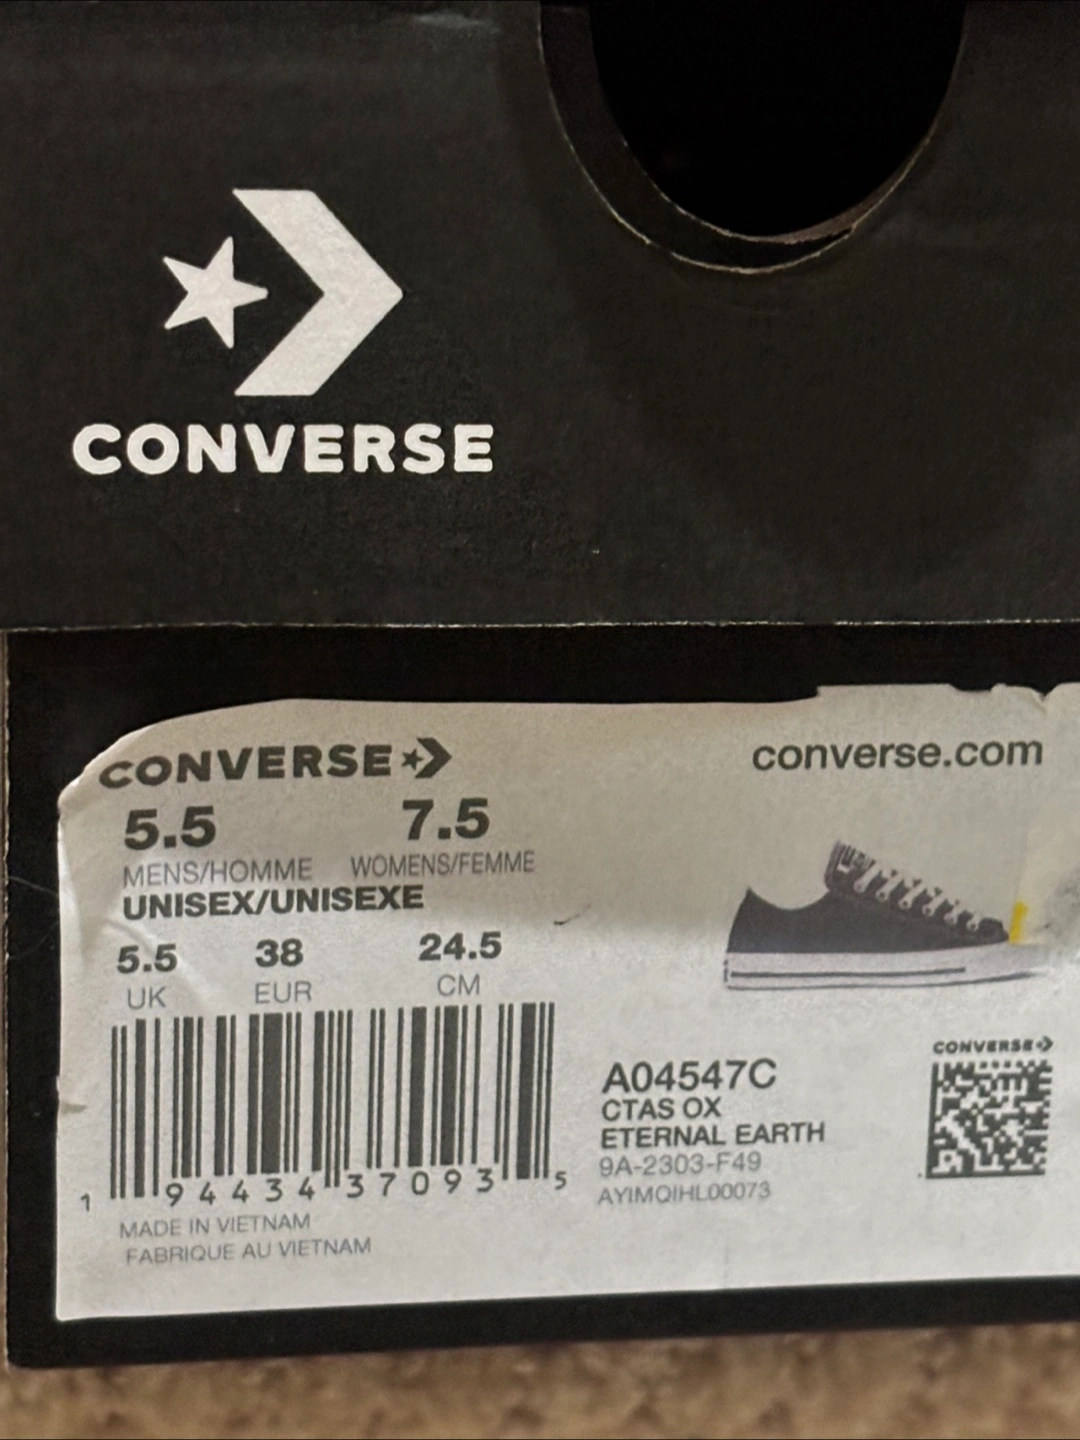 CONVERSE
CONVERSE
converse.com
5.5 7.5
MENS/HOMME WOMENS/FEMME
UNISEX/UNISEXE
5.5 38 24.5
UK EUR CM
1 94434 37093 5
MADE IN VIETNAM
FABRIQUE AU VIETNAM
A04547C
CTAS OX
ETERNAL EARTH
9A-2303-F49
AYIMQIHL00073
CONVERSE